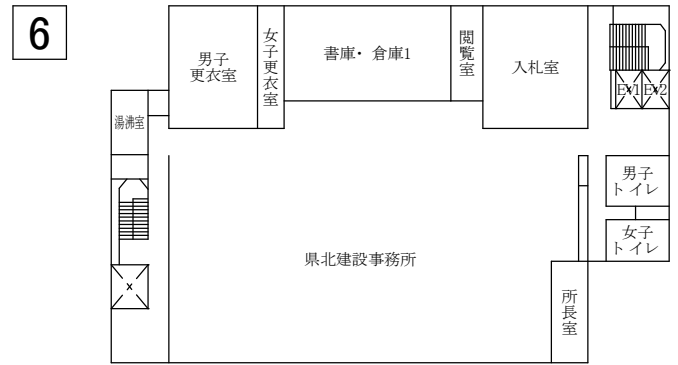 6
男子
更衣室
女子更衣室
書庫・倉庫1
閲覧室
入札室
EV1
EV2
湯沸室
男子
トイレ
女子
トイレ
県北建設事務所
所長室